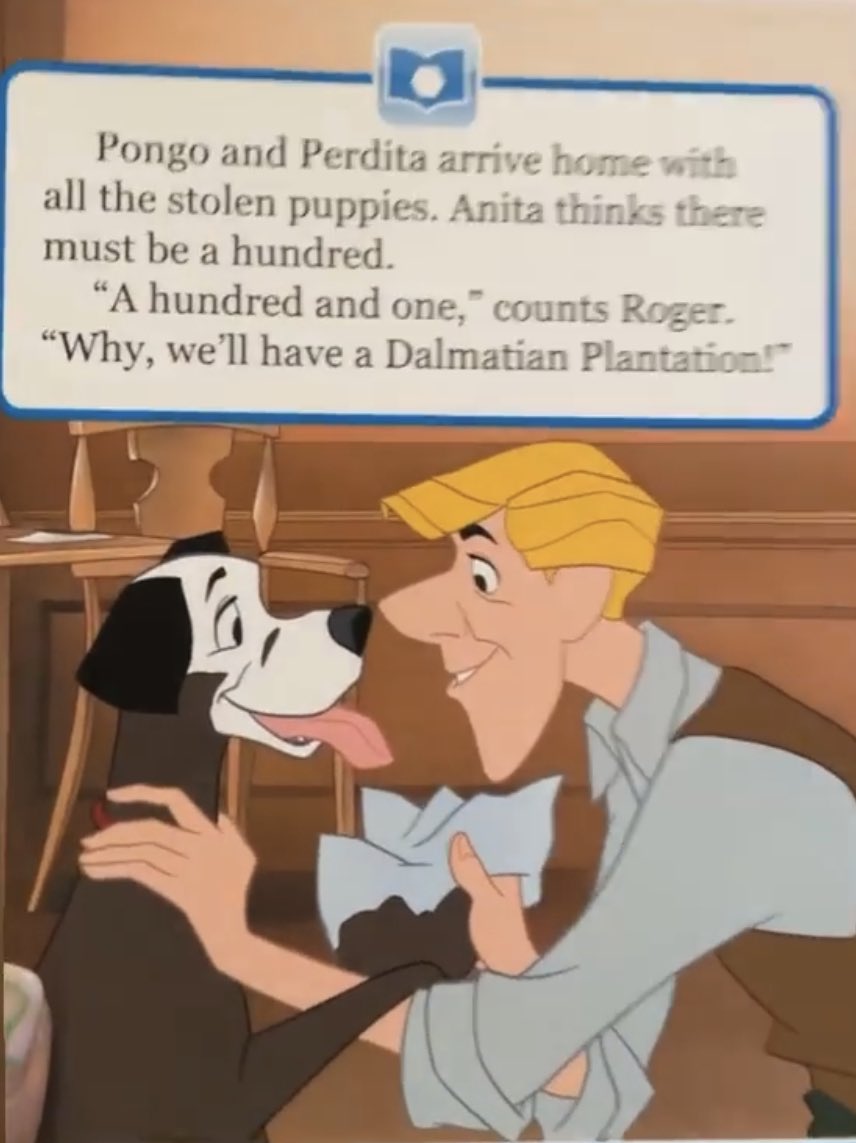 Pongo and Perdita arrive home with
all the stolen puppies. Anita thinks there
must be a hundred.
“A hundred and one,” counts Roger.
“Why, we’ll have a Dalmatian Plantation!”